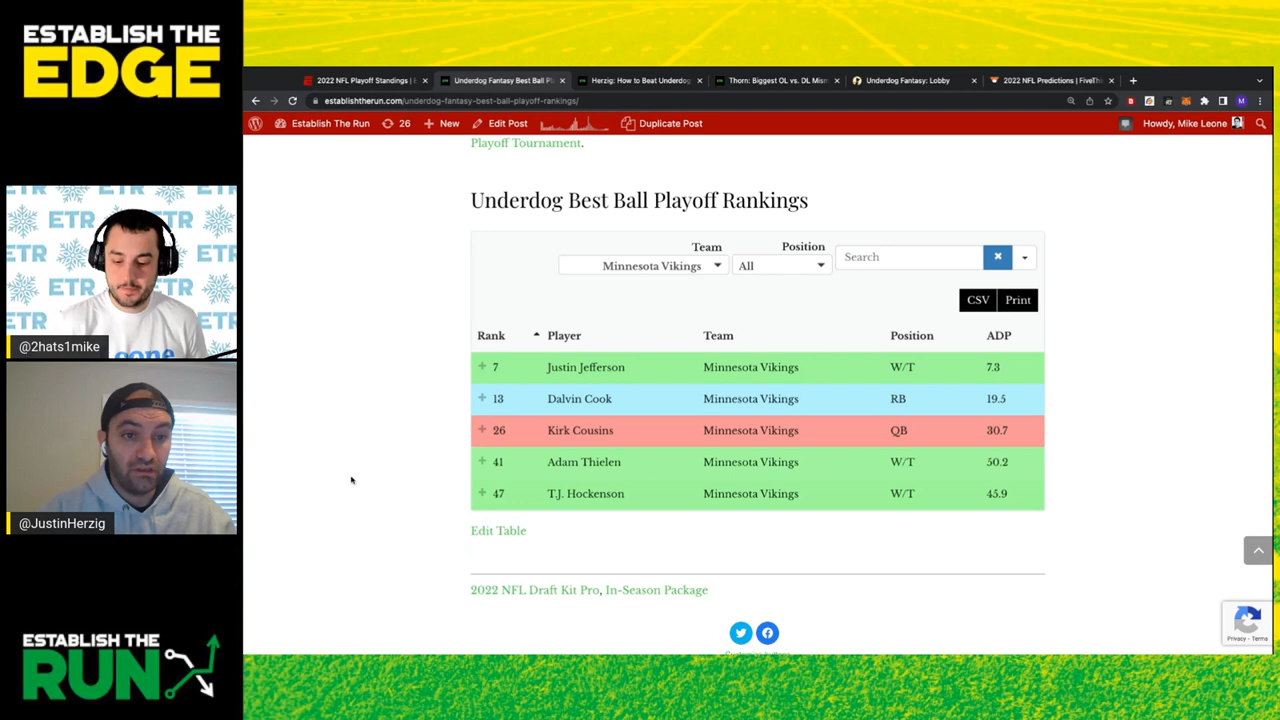 ESTABLISH THE
EDGE
ETR
@2hats1mike
@JustinHerzig
ESTABLISH THE
RUN
2022 NFL Playoff Standings | E
Underdog Fantasy Best Ball Pl
Herzig: How to Beat Underdog
Thorn: Biggest OL vs. DL Mism
Underdog Fantasy: Lobby
2022 NFL Predictions | FiveTh
establishtherun.com/underdog-fantasy-best-ball-playoff-rankings/
Establish The Run 26 New Edit Post Duplicate Post Howdy, Mike Leone
Playoff Tournament.
Underdog Best Ball Playoff Rankings
Team Position
Minnesota Vikings All Search
CSV Print
Rank Player Team Position ADP
7 Justin Jefferson Minnesota Vikings W/T 7.3
13 Dalvin Cook Minnesota Vikings RB 19.5
26 Kirk Cousins Minnesota Vikings QB 30.7
41 Adam Thielen Minnesota Vikings W/T 50.2
47 T.J. Hockenson Minnesota Vikings W/T 45.9
Edit Table
2022 NFL Draft Kit Pro, In-Season Package
Privacy - Terms